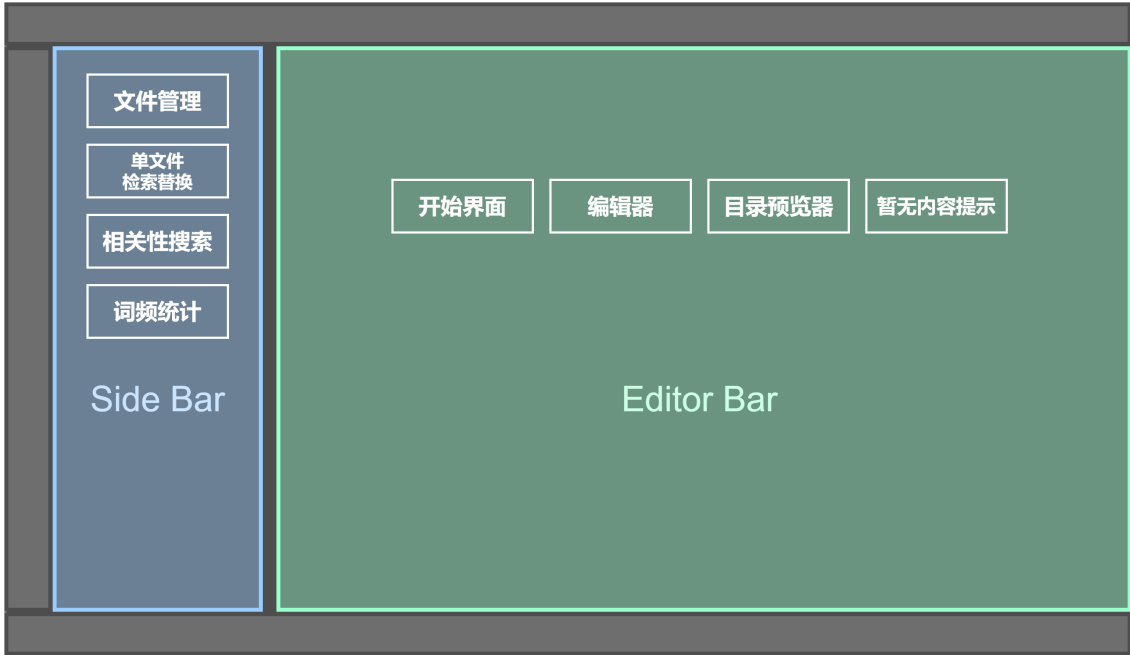 文件管理
单文件
检索替换
相关性搜索
词频统计
Side Bar
开始界面
编辑器
目录预览器
暂无内容提示
Editor Bar